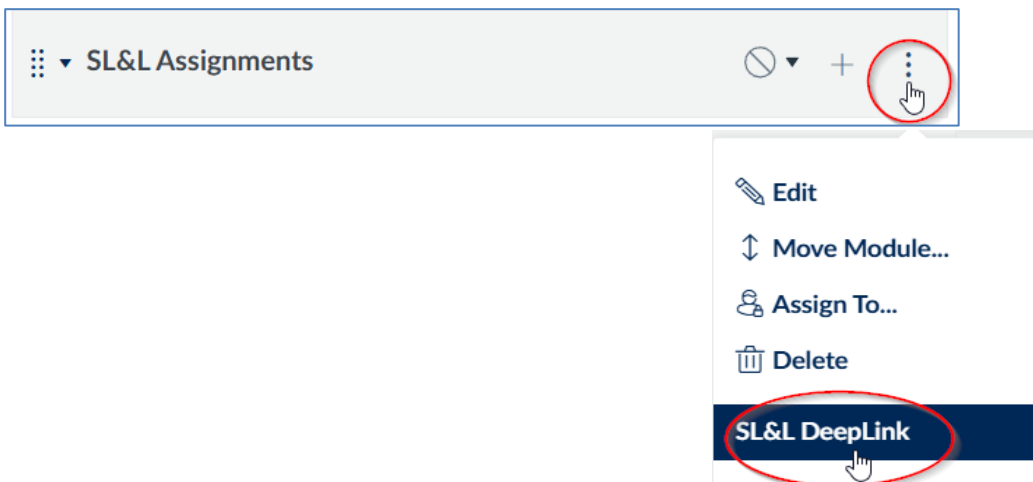 SL&L Assignments
Edit
Move Module...
Assign To...
Delete
SL&L DeepLink